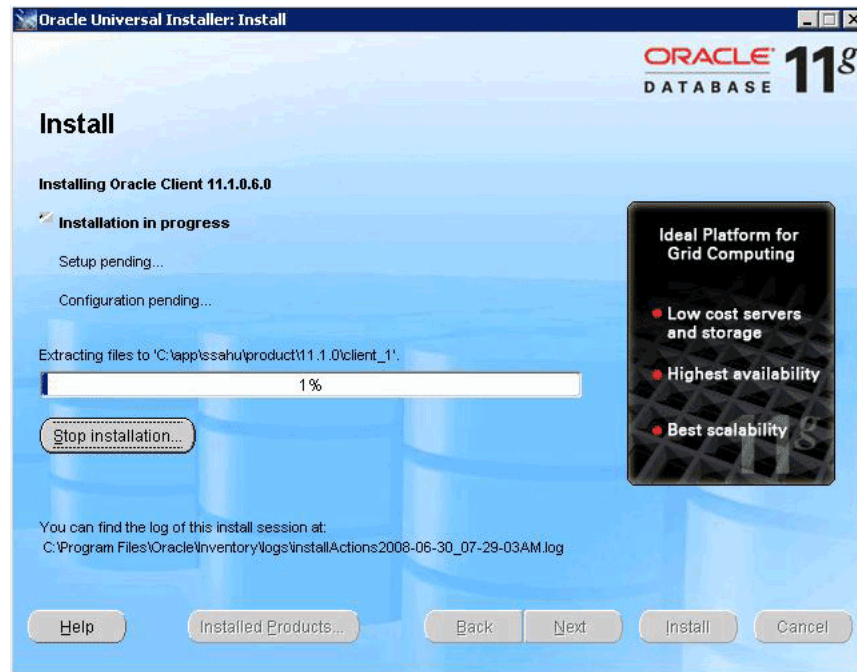 Oracle Universal Installer: Install
ORACLE
DATABASE
11g
Install
Installing Oracle Client 11.1.0.6.0
Installation in progress
Setup pending...
Configuration pending...
Extracting files to 'C:\app\ssahu\product\11.1.0\client_1'.
1%
Stop installation...
Ideal Platform for
Grid Computing
Low cost servers
and storage
Highest availability
Best scalability
11g
You can find the log of this install session at:
C:\Program Files\Oracle\Inventory\logs\installActions2008-06-30_07-29-03AM.log
Help
Installed Products...
Back
Next
Install
Cancel